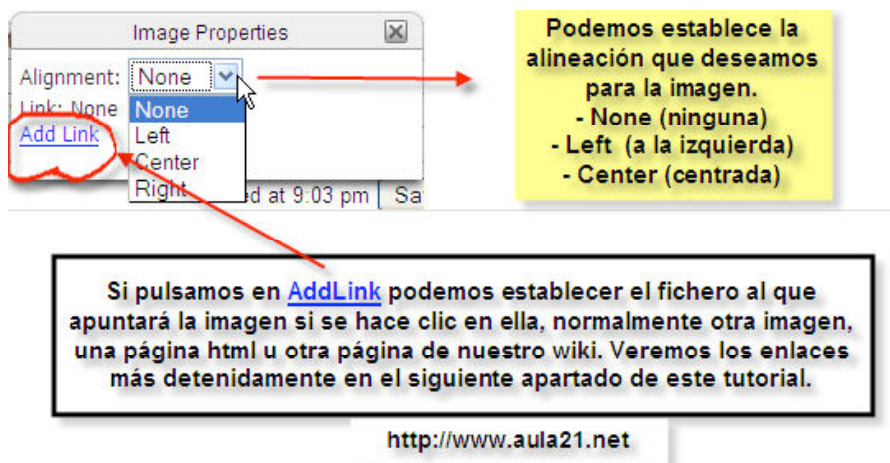 Image Properties
Alignment: None
Link: None
Add Link
None
Left
Center
Right
ed at 9:03 pm
Sa
Podemos establece la
alineación que deseamos
para la imagen.
- None (ninguna)
- Left (a la izquierda)
- Center (centrada)
Si pulsamos en AddLink podemos establecer el fichero al que
apuntará la imagen si se hace clic en ella, normalmente otra imagen,
una página html u otra página de nuestro wiki. Veremos los enlaces
más detenidamente en el siguiente apartado de este tutorial.
http://www.aula21.net